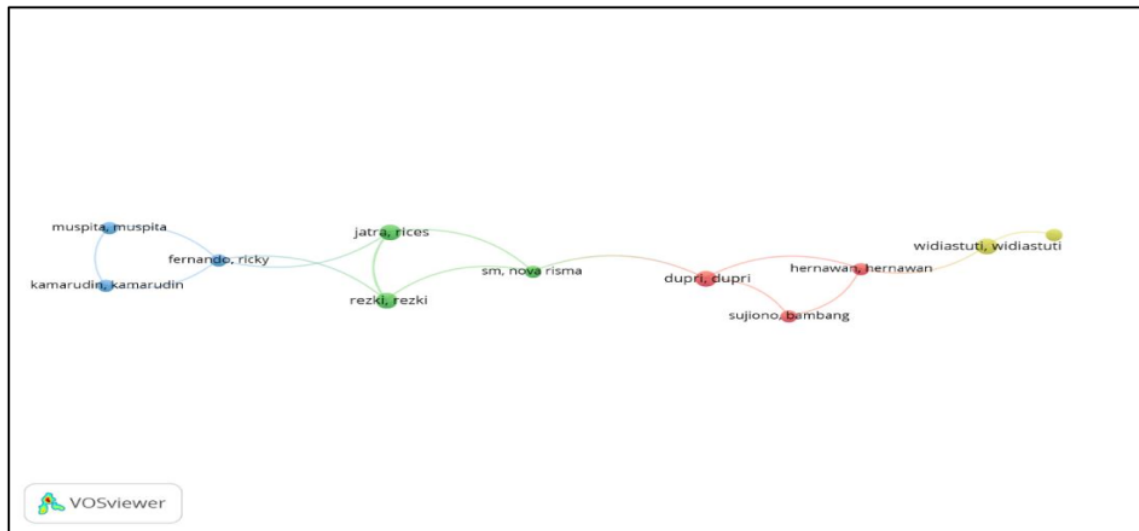 muspita, muspita
kamarudin, kamarudin
fernando, ricky
jatra, rices
rezki, rezki
sm, nova risma
dupri, dupri
hernawan, hernawan
sujiono, bambang
widiastuti, widiastuti
VOSviewer